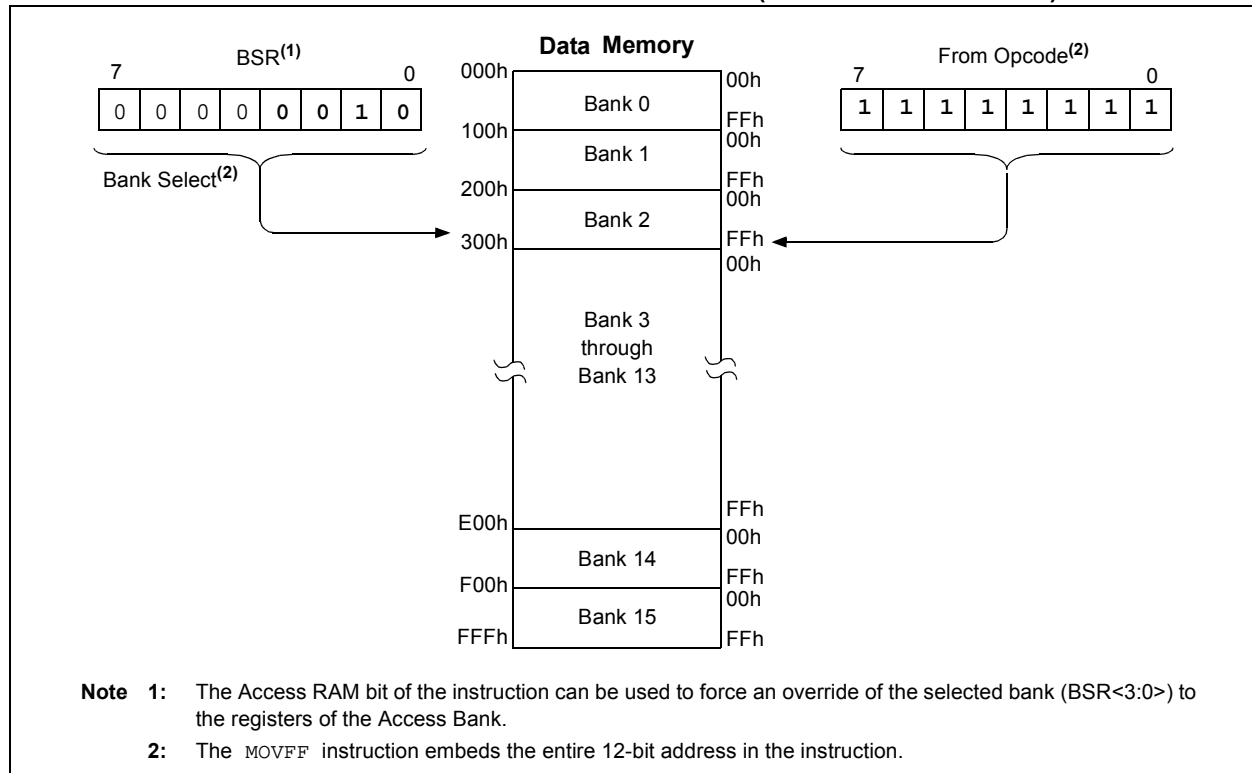 Data Memory
BSR(1)
7 0
0 0 0 0 0 0 1 0
Bank Select(2)
From Opcode(2)
7 0
1 1 1 1 1 1 1 1
000h
00h
Bank 0
FFh
100h
00h
Bank 1
FFh
200h
00h
Bank 2
FFh
300h
00h
Bank 3
through
Bank 13
FFh
E00h
00h
Bank 14
FFh
F00h
00h
Bank 15
FFFh
FFh
Note 1: The Access RAM bit of the instruction can be used to force an override of the selected bank (BSR<3:0>) to
the registers of the Access Bank.
2: The MOVFF instruction embeds the entire 12-bit address in the instruction.